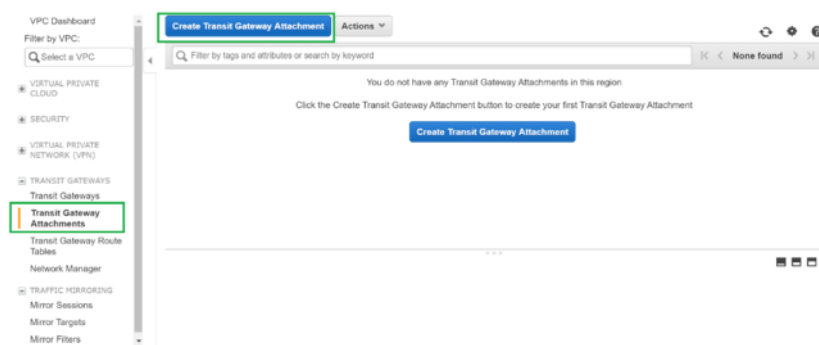 VPC Dashboard
Filter by VPC:
Select a VPC
VIRTUAL PRIVATE
CLOUD
SECURITY
VIRTUAL PRIVATE
NETWORK (VPN)
TRANSIT GATEWAYS
Transit Gateways
Transit Gateway
Attachments
Transit Gateway Route
Tables
Network Manager
TRAFFIC MIRRORING
Mirror Sessions
Mirror Targets
Mirror Filters
Create Transit Gateway Attachment Actions
Filter by tags and attributes or search by keyword None found
You do not have any Transit Gateway Attachments in this region
Click the Create Transit Gateway Attachment button to create your first Transit Gateway Attachment
Create Transit Gateway Attachment